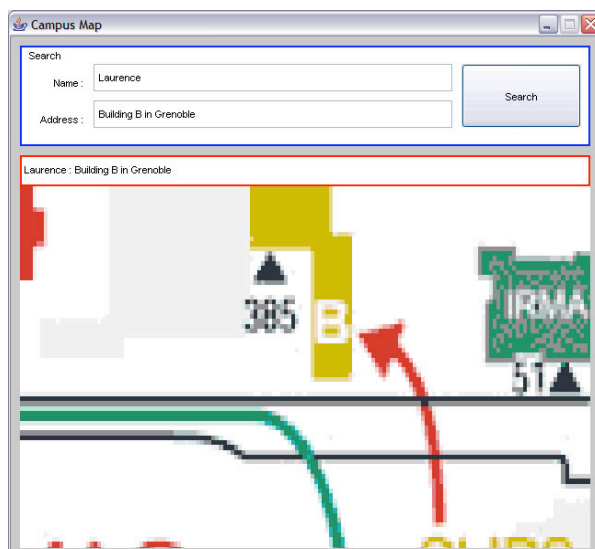 Campus Map
Search
Name :
Laurence
Search
Address :
Building B in Grenoble
Laurence : Building B in Grenoble
385
B
IRMA
51